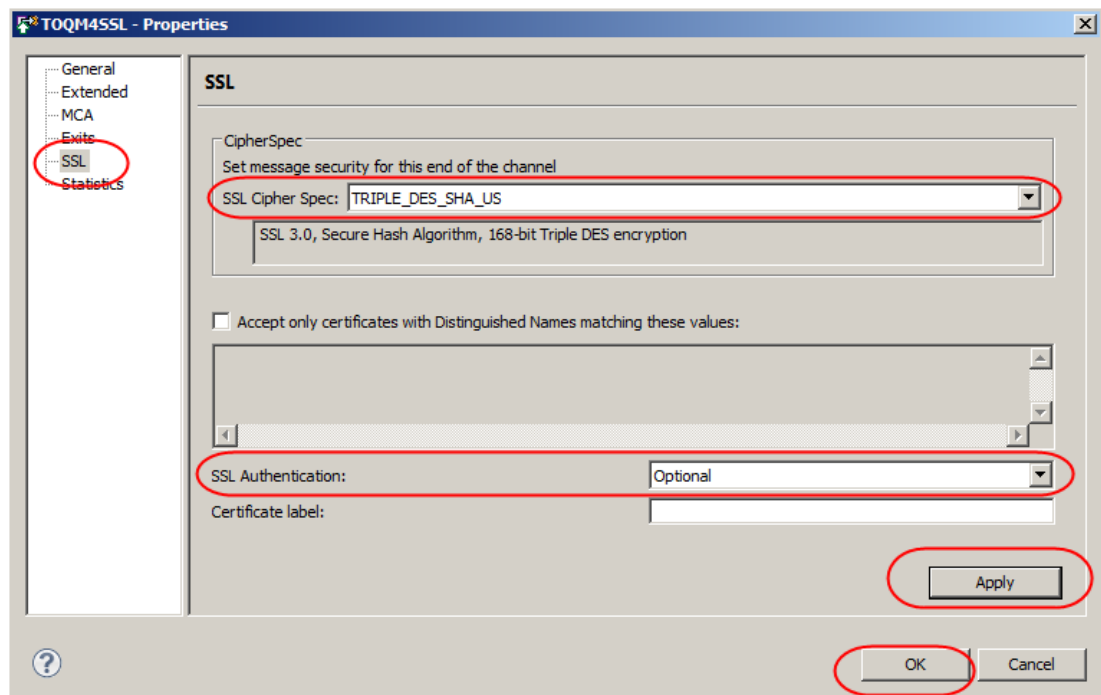 TOQM4SSL - Properties
General
Extended
MCA
Exits
SSL
Statistics
SSL
CipherSpec
Set message security for this end of the channel
SSL Cipher Spec: TRIPLE_DES_SHA_US
SSL 3.0, Secure Hash Algorithm, 168-bit Triple DES encryption
Accept only certificates with Distinguished Names matching these values:
SSL Authentication: Optional
Certificate label:
Apply
?
OK Cancel